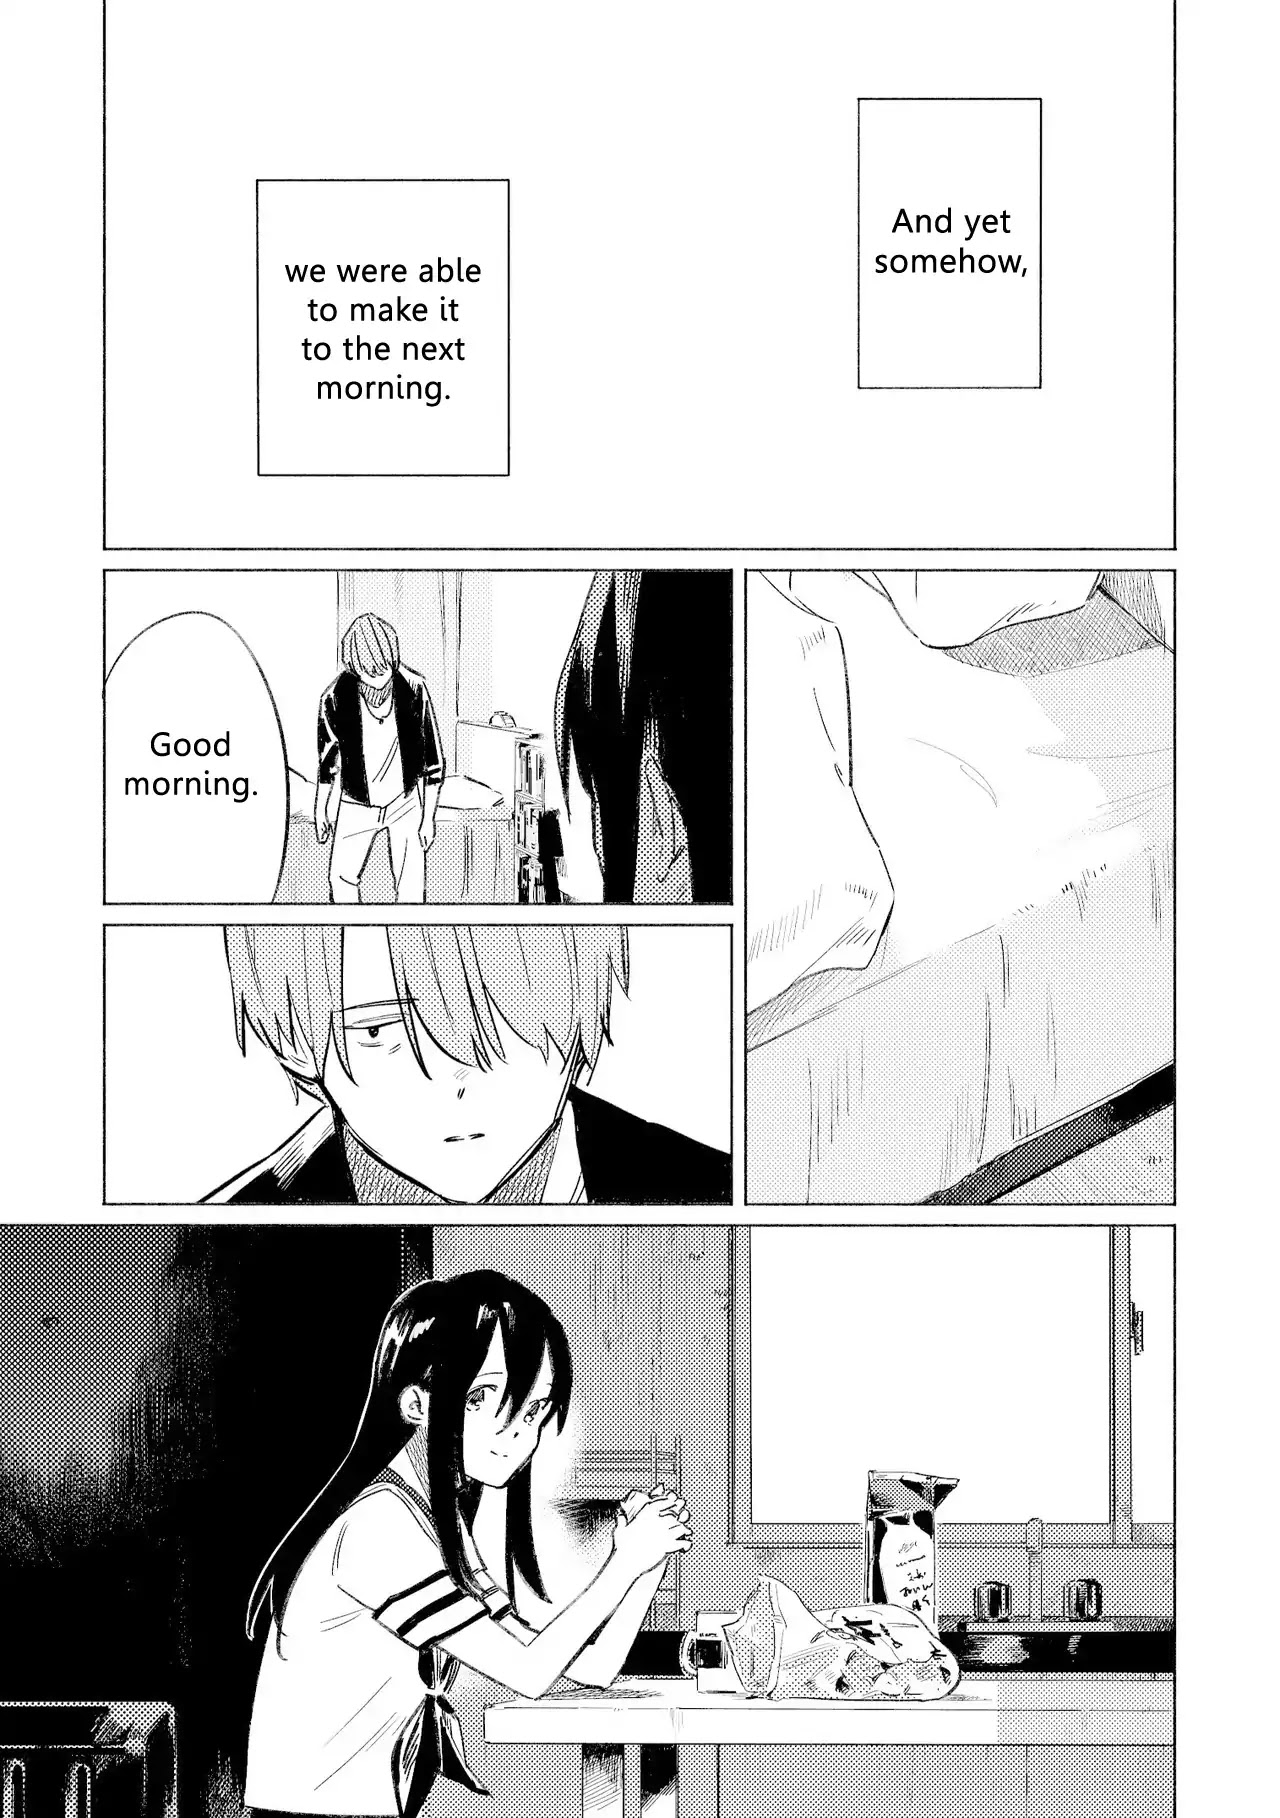 And yet
somehow,
we were able
to make it
to the next
morning.
Good
morning.